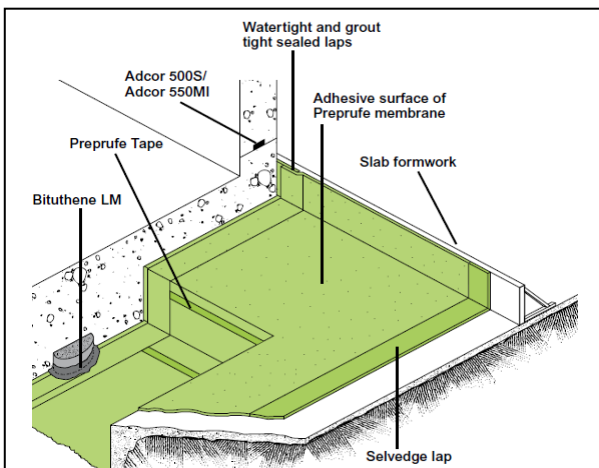 Watertight and grout
tight sealed laps
Adcor 500S/
Adcor 550MI
Adhesive surface of
Preprufe membrane
Preprufe Tape
Slab formwork
Bituthene LM
Selvedge lap